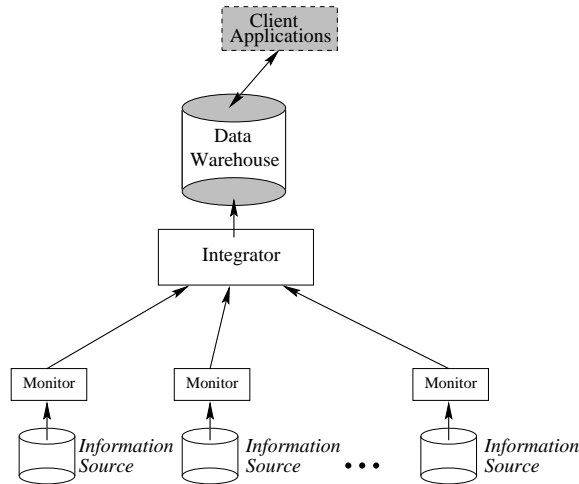 Client
Applications
Data
Warehouse
Integrator
Monitor
Monitor
Monitor
Information
Source
Information
Source
• • •
Information
Source